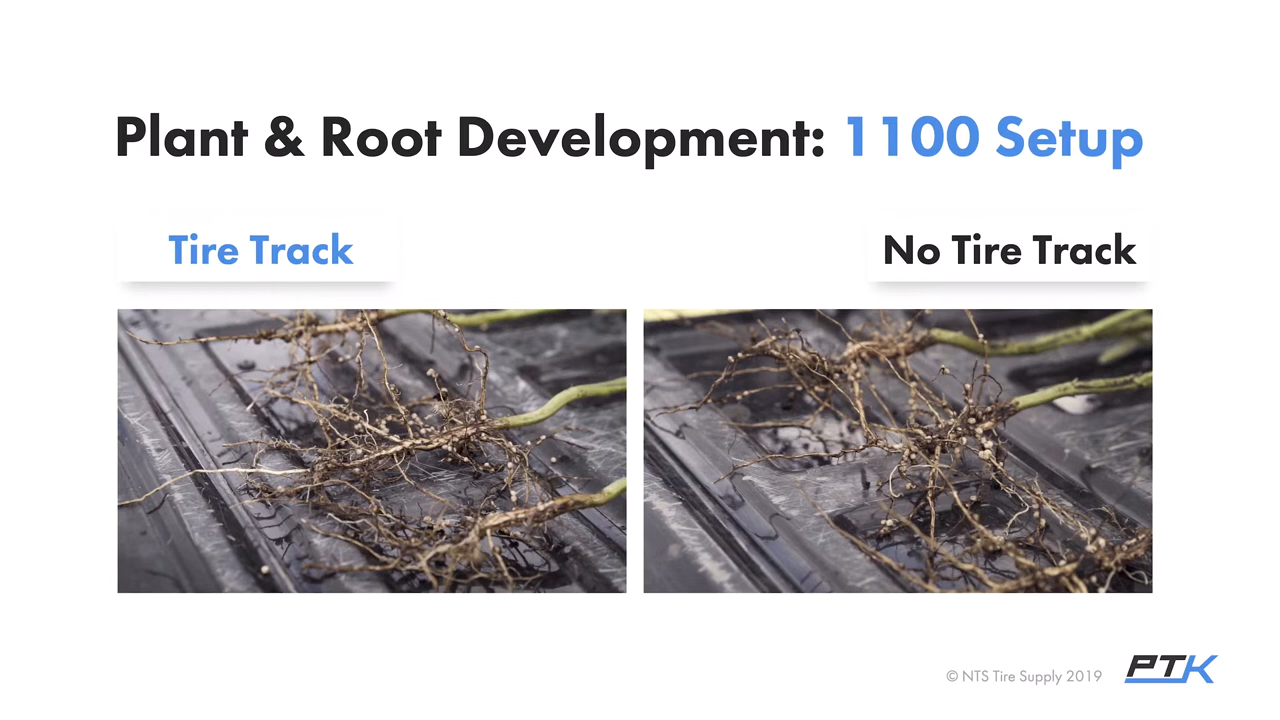 Plant & Root Development: 1100 Setup
Tire Track
No Tire Track
© NTS Tire Supply 2019
PTK